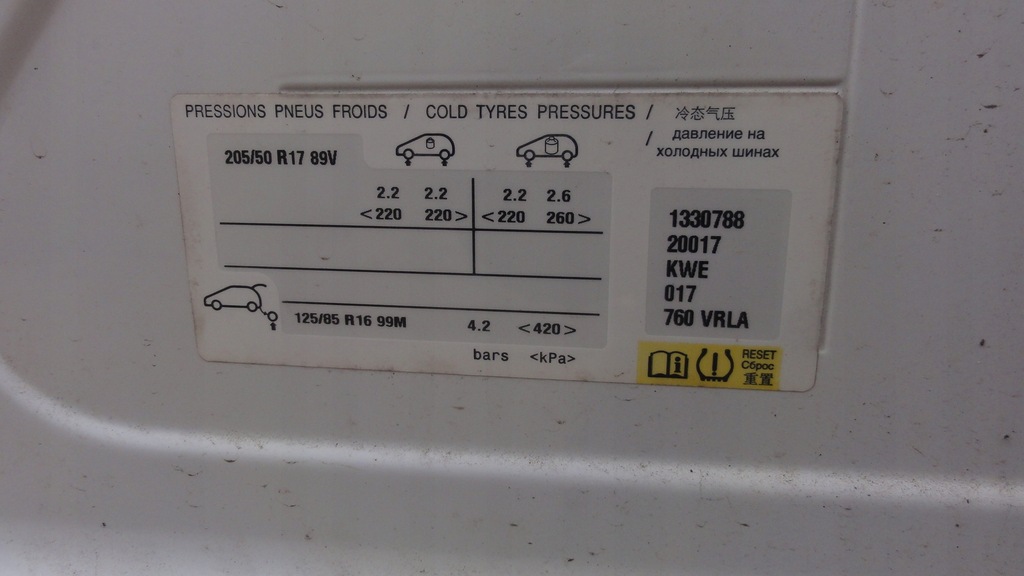 PRESSIONS PNEUS FROIDS / COLD TYRES PRESSURES / 冷态气压
/ давление на
холодных шинах
205/50 R17 89V
2.2 2.2 2.2 2.6
<220 220> <220 260>
125/85 R16 99M 4.2 <420>
bars <kPa>
1330788
20017
KWE
017
760 VRLA
RESET
Сброс
重置